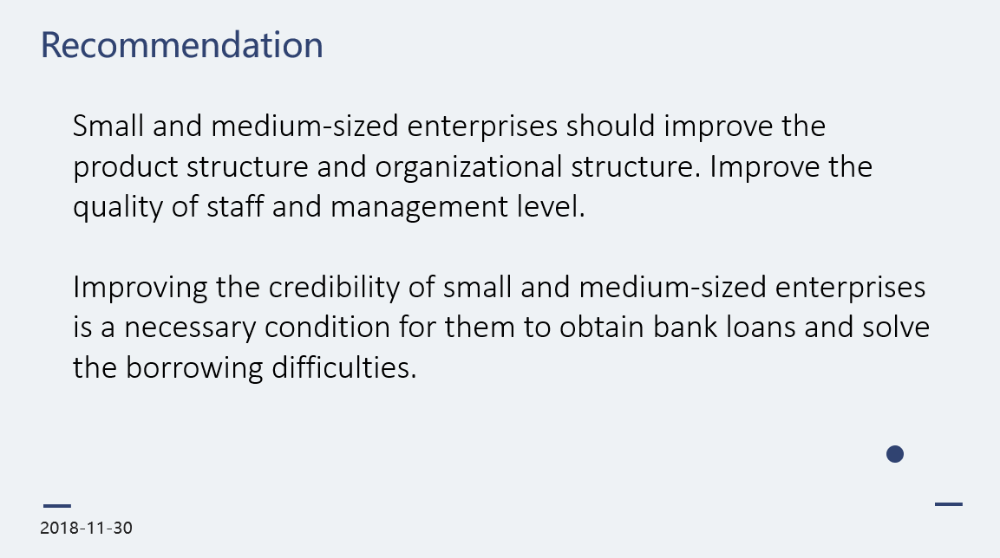 Recommendation
Small and medium-sized enterprises should improve the
product structure and organizational structure. Improve the
quality of staff and management level.
Improving the credibility of small and medium-sized enterprises
is a necessary condition for them to obtain bank loans and solve
the borrowing difficulties.
2018-11-30